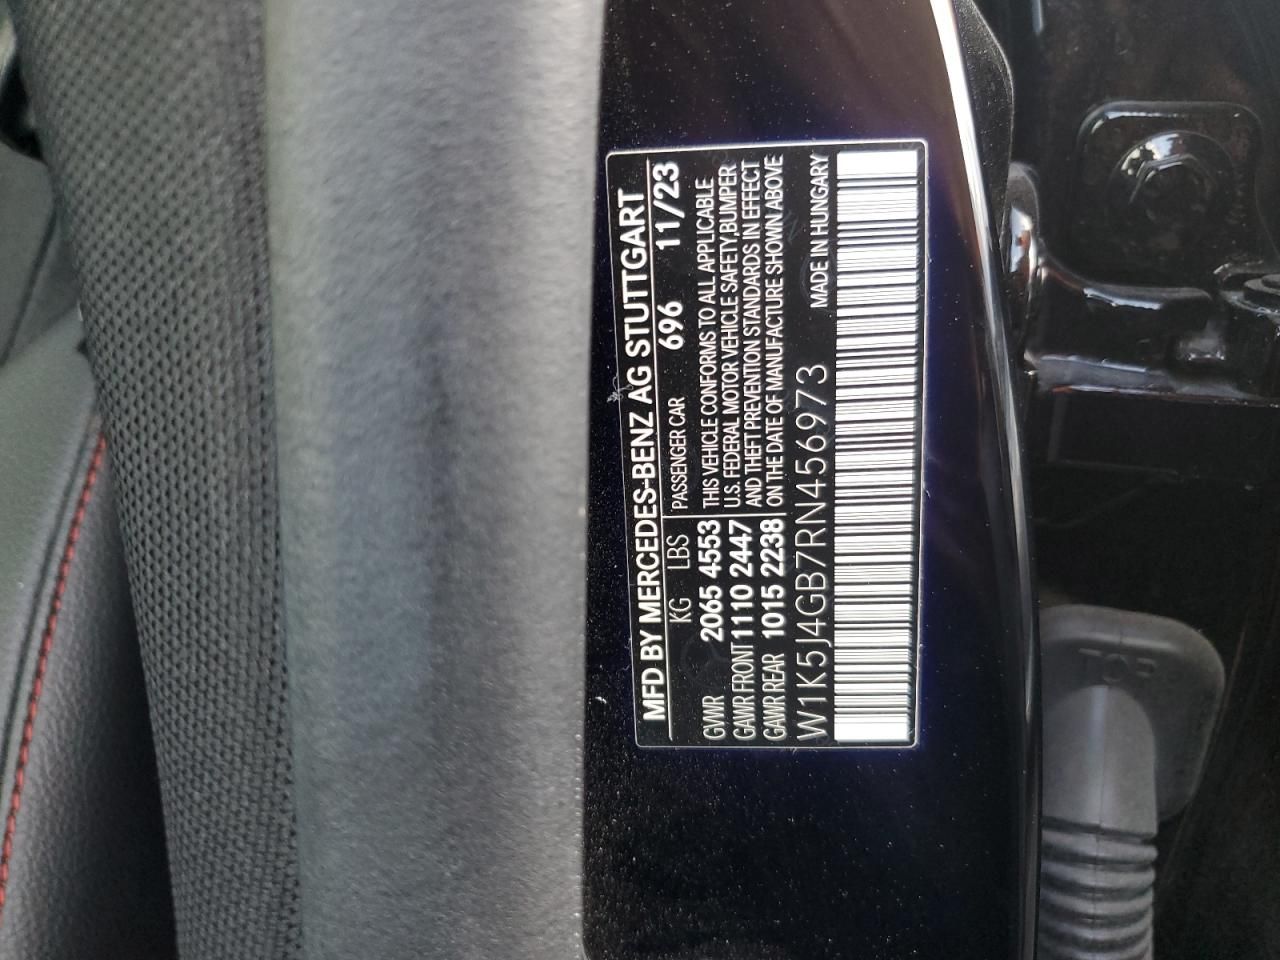 MFD BY MERCEDES-BENZ AG STUTTGART
KG LBS PASSENGER CAR 696 11/23
GVWR 2065 4553 THIS VEHICLE CONFORMS TO ALL APPLICABLE
GAWR FRONT 1110 2447 U.S. FEDERAL MOTOR VEHICLE SAFETY,BUMPER
AND THEFT PREVENTION STANDARDS IN EFFECT
GAWR REAR 1015 2238 ON THE DATE OF MANUFACTURE SHOWN ABOVE
W1K5J4GB7RN456973 MADE IN HUNGARY
TOP